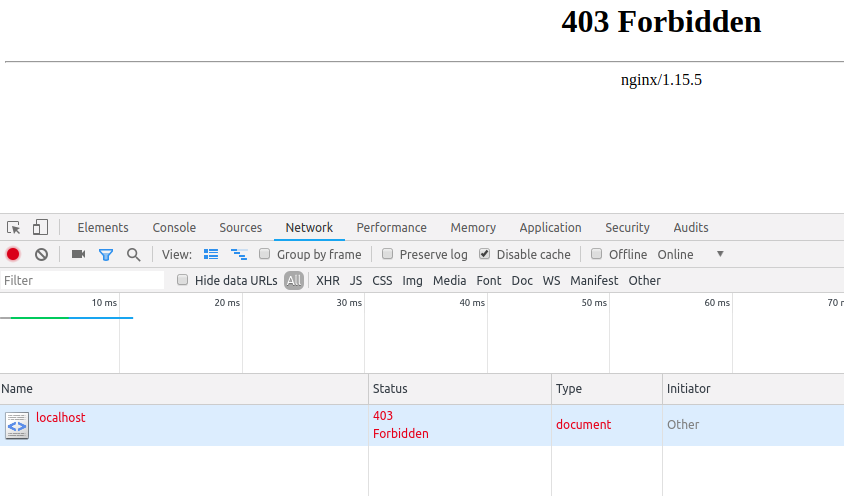 403 Forbidden
nginx/1.15.5
Elements Console Sources Network Performance Memory Application Security Audits
View: Group by frame Preserve log Disable cache Offline Online
Filter Hide data URLs All XHR JS CSS Img Media Font Doc WS Manifest Other
10 ms 20 ms 30 ms 40 ms 50 ms 60 ms 70
Name Status Type Initiator
localhost 403 Forbidden document Other